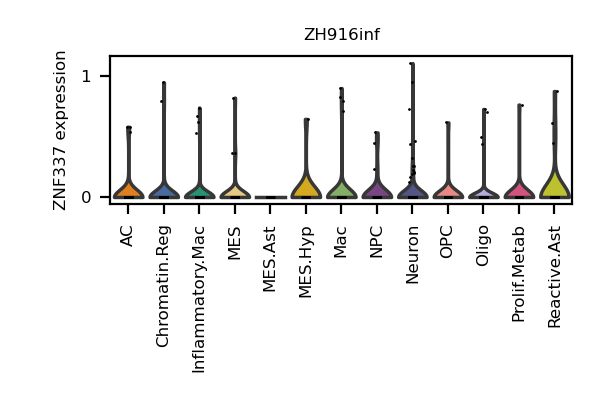 ZH916inf
ZNF337 expression
1
0
AC
Chromatin.Reg
Inflammatory.Mac
MES
MES.Ast
MES.Hyp
Mac
NPC
Neuron
OPC
Oligo
Prolif.Metab
Reactive.Ast